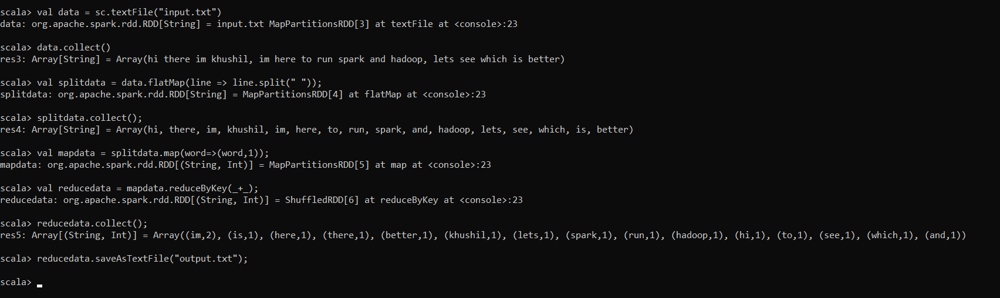 scala> val data = sc.textFile("input.txt")
data: org.apache.spark.rdd.RDD[String] = input.txt MapPartitionsRDD[3] at textFile at <console>:23
scala> data.collect()
res3: Array[String] = Array(hi there im khushil, im here to run spark and hadoop, lets see which is better)
scala> val splitdata = data.flatMap(line => line.split(" "));
splitdata: org.apache.spark.rdd.RDD[String] = MapPartitionsRDD[4] at flatMap at <console>:23
scala> splitdata.collect();
res4: Array[String] = Array(hi, there, im, khushil, im, here, to, run, spark, and, hadoop, lets, see, which, is, better)
scala> val mapdata = splitdata.map(word=>(word,1));
mapdata: org.apache.spark.rdd.RDD[(String, Int)] = MapPartitionsRDD[5] at map at <console>:23
scala> val reducedata = mapdata.reduceByKey(_+_);
reducedata: org.apache.spark.rdd.RDD[(String, Int)] = ShuffledRDD[6] at reduceByKey at <console>:23
scala> reducedata.collect();
res5: Array[(String, Int)] = Array((im,2), (is,1), (here,1), (there,1), (better,1), (khushil,1), (lets,1), (spark,1), (run,1), (hadoop,1), (hi,1), (to,1), (see,1), (which,1), (and,1))
scala> reducedata.saveAsTextFile("output.txt");
scala>